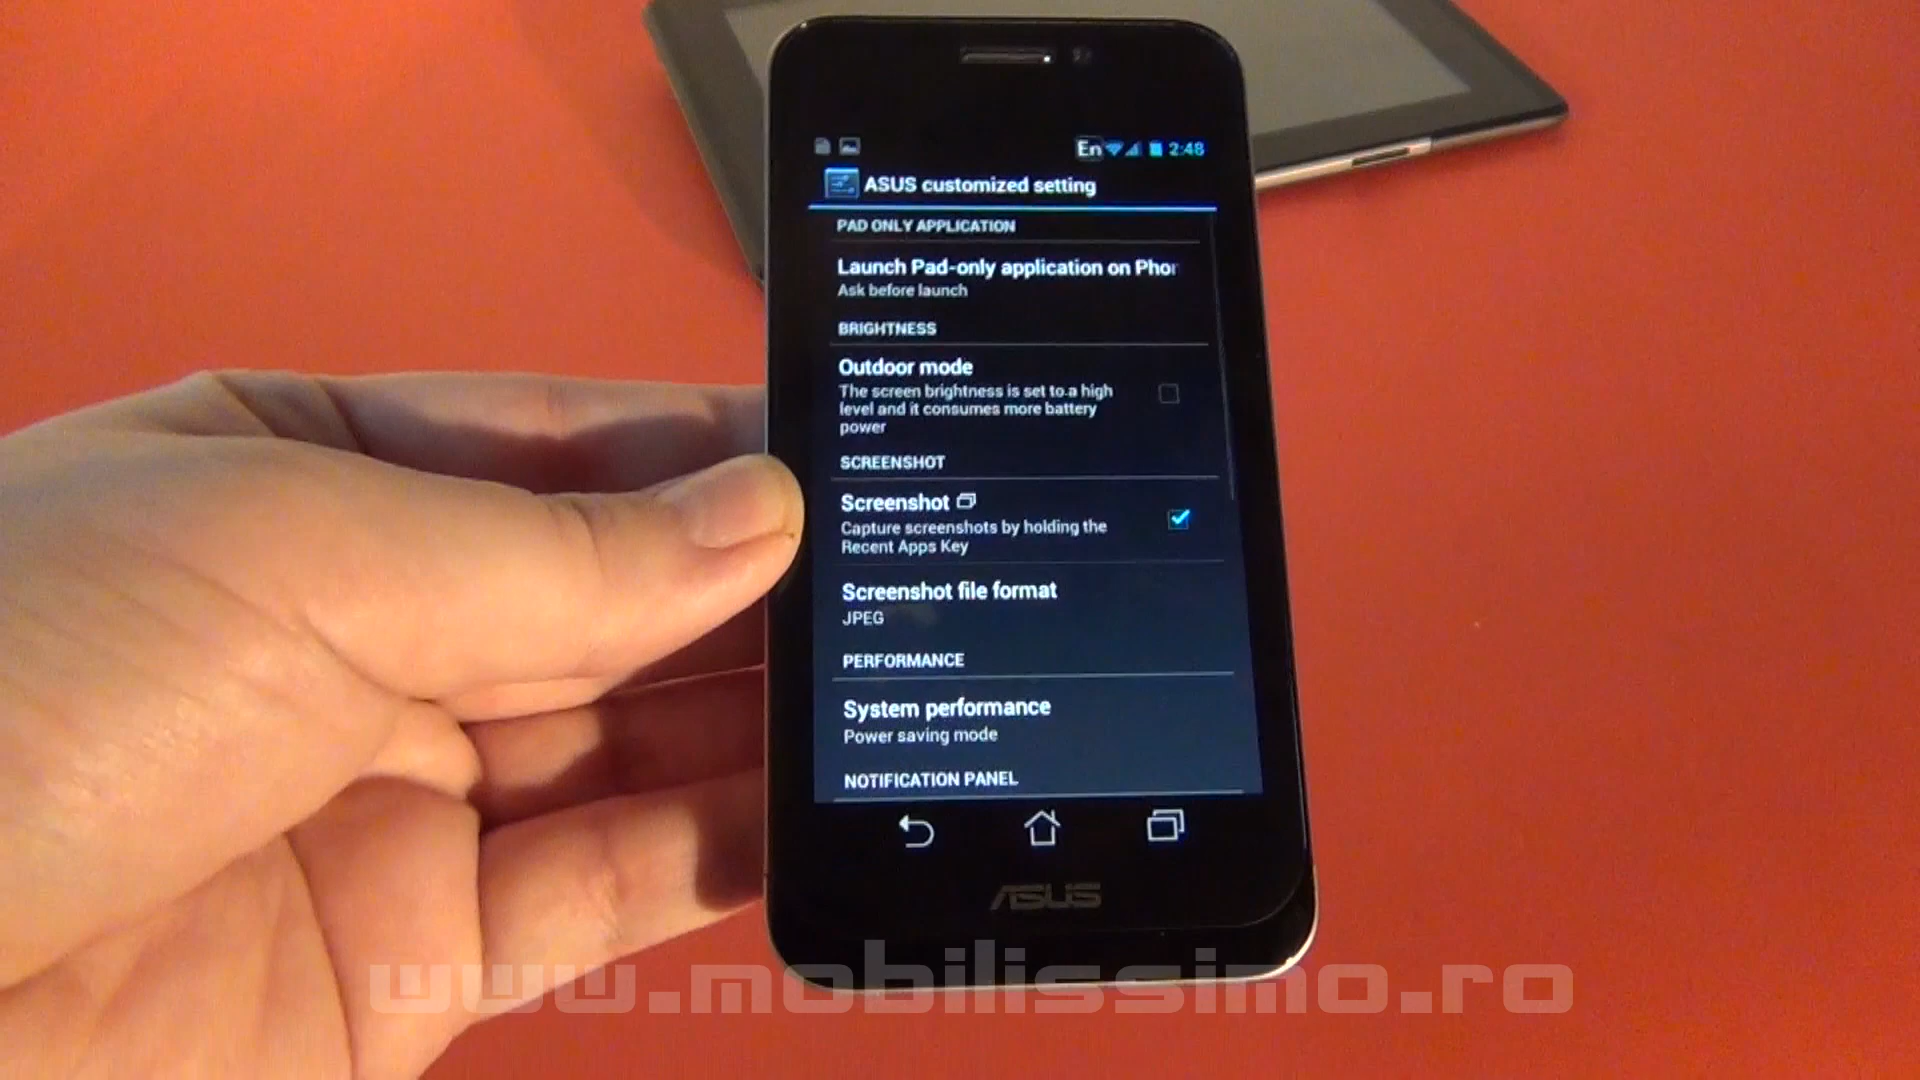 En 2:48
ASUS customized setting
PAD ONLY APPLICATION
Launch Pad-only application on Phon
Ask before launch
BRIGHTNESS
Outdoor mode
The screen brightness is set to a high
level and it consumes more battery
power
SCREENSHOT
Screenshot
Capture screenshots by holding the
Recent Apps Key
Screenshot file format
JPEG
PERFORMANCE
System performance
Power saving mode
NOTIFICATION PANEL
ASUS
www.mobilissimo.ro